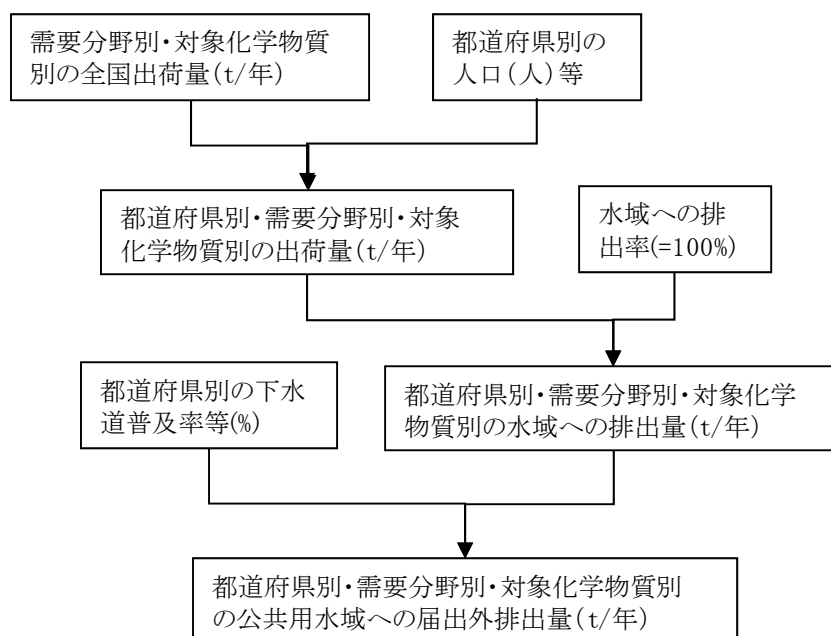 需要分野別・対象化学物質
別の全国出荷量(t/年)
都道府県別の
人口(人)等
都道府県別・需要分野別・対象
化学物質別の出荷量(t/年)
水域への排
出率(=100%)
都道府県別の下水
道普及率等(%)
都道府県別・需要分野別・対象化学
物質別の水域への排出量(t/年)
都道府県別・需要分野別・対象化学物質別
の公共用水域への届出外排出量(t/年)